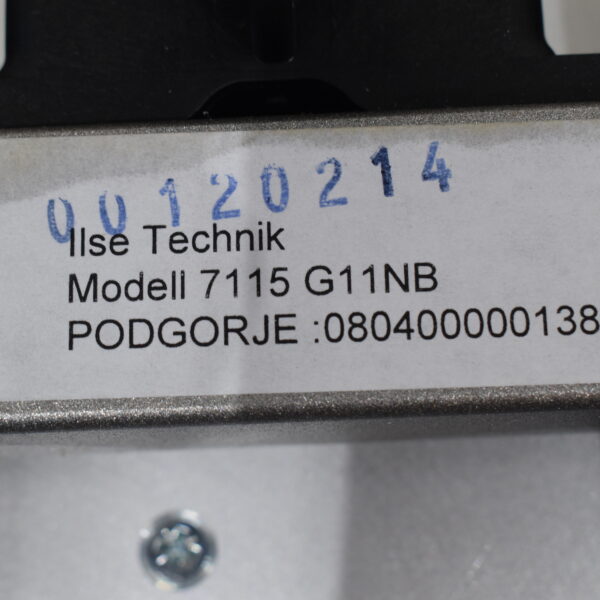 00120214
Ilse Technik
Modell 7115 G11NB
PODGORJE :080400000138